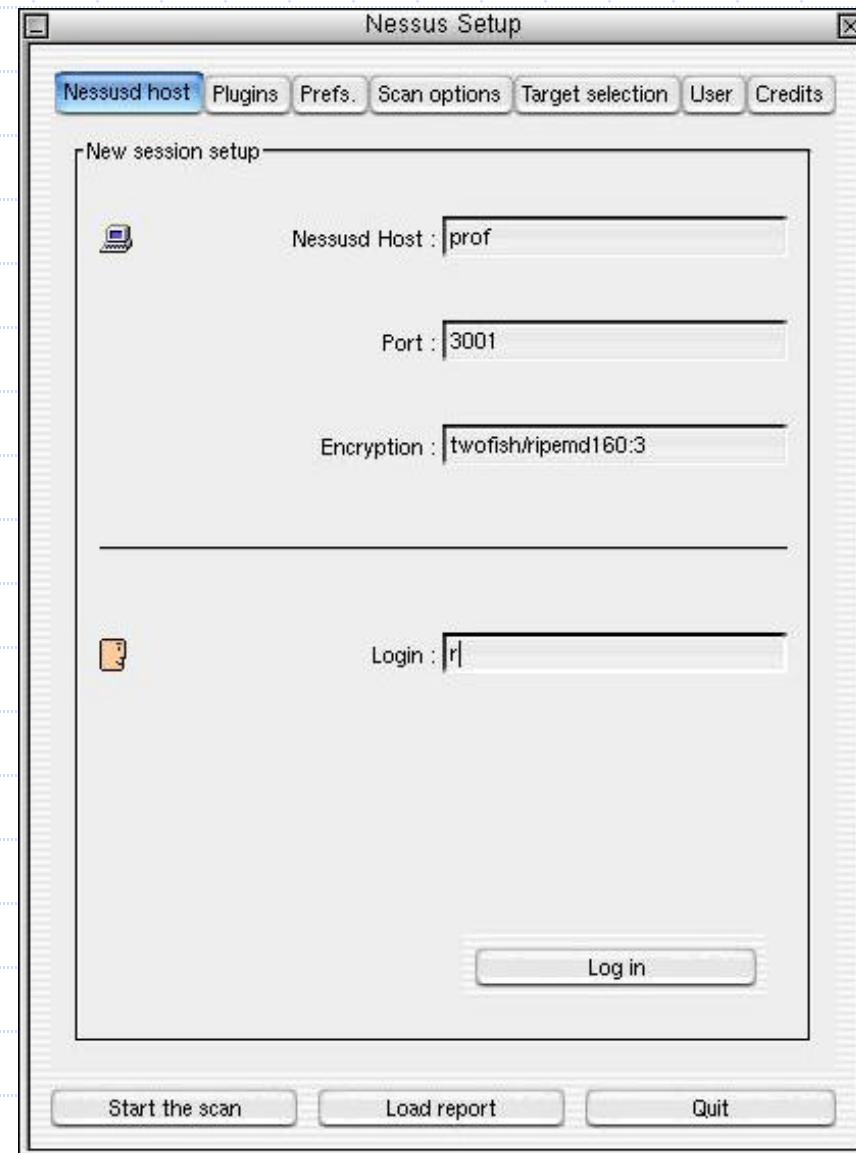 Nessus Setup
Nessusd host Plugins Prefs. Scan options Target selection User Credits
New session setup
Nessusd Host : prof
Port : 3001
Encryption : twofish/ripemd160:3
Login : r
Log in
Start the scan Load report Quit